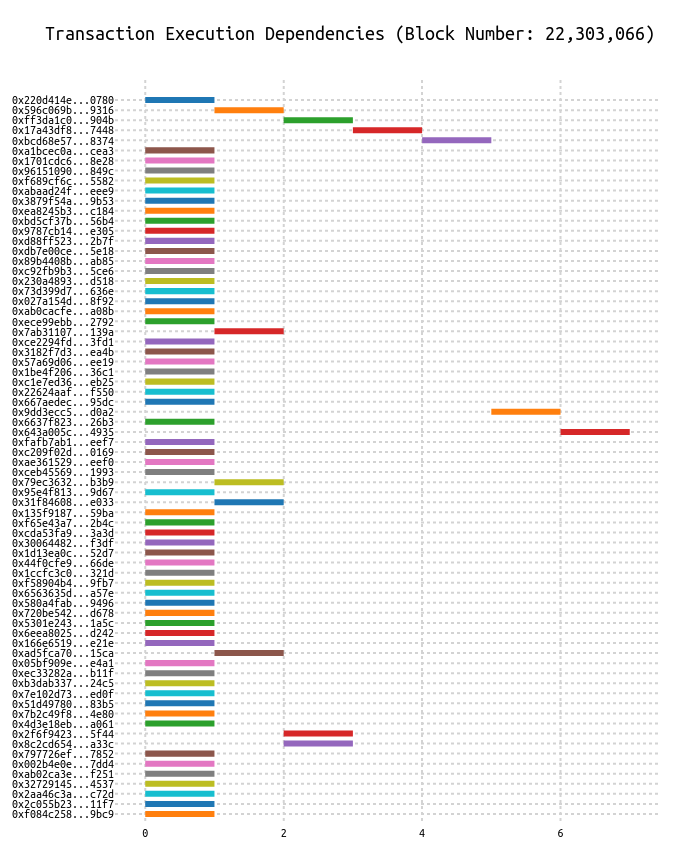 Transaction Execution Dependencies (Block Number: 22,303,066)
0x220d414e...0780
0x596c069b...9316
0xff3da1c0...904b
0x17a43df8...7448
0xbcd68e57...8374
0xa1bcec0a...cea3
0x1701cdc6...8e28
0x96151090...849c
0xf689cf6c...5582
0xabaad24f...eee9
0x3879f54a...9b53
0xea8245b3...c184
0xbd5cf37b...56b4
0x9787cb14...e305
0xd88ff523...2b7f
0xdb7e00ce...5e18
0x89b4408b...ab85
0xc92fb9b3...5ce6
0x230a4893...d518
0x73d399d7...636e
0x027a154d...8f92
0xab0cacfe...a08b
0xece99ebb...2792
0x7ab31107...139a
0xce2294fd...3fd1
0x3182f7d3...ea4b
0x57a69d06...ee19
0x1be4f206...36c1
0xc1e7ed36...eb25
0x22624aaf...f550
0x667aedec...95dc
0x9dd3ecc5...d0a2
0x6637f823...26b3
0x643a005c...4935
0xfafb7ab1...eef7
0xc209f02d...0169
0xae361529...eef0
0xceb45569...1993
0x79ec3632...b3b9
0x95e4f813...9d67
0x31f84608...e033
0x135f9187...59ba
0xf65e43a7...2b4c
0xcda53fa9...3a3d
0x30064482...f3df
0x1d13ea0c...52d7
0x44f0cfe9...66de
0x1ccfc3c0...321d
0xf58904b4...9fb7
0x6563635d...a57e
0x580a4fab...9496
0x720be542...d678
0x5301e243...1a5c
0x6eea8025...d242
0x166e6519...e21e
0xad5fca70...15ca
0x05bf909e...e4a1
0xec33282a...b11f
0xb3dab337...24c5
0x7e102d73...ed0f
0x51d49780...83b5
0x7b2c49f8...4e80
0x4d3e18eb...a061
0x2f6f9423...5f44
0x8c2cd654...a33c
0x797726ef...7852
0x002b4e0e...7dd4
0xab02ca3e...f251
0x32729145...4537
0x2aa46c3a...c72d
0x2c055b23...11f7
0xf084c258...9bc9
0 2 4 6